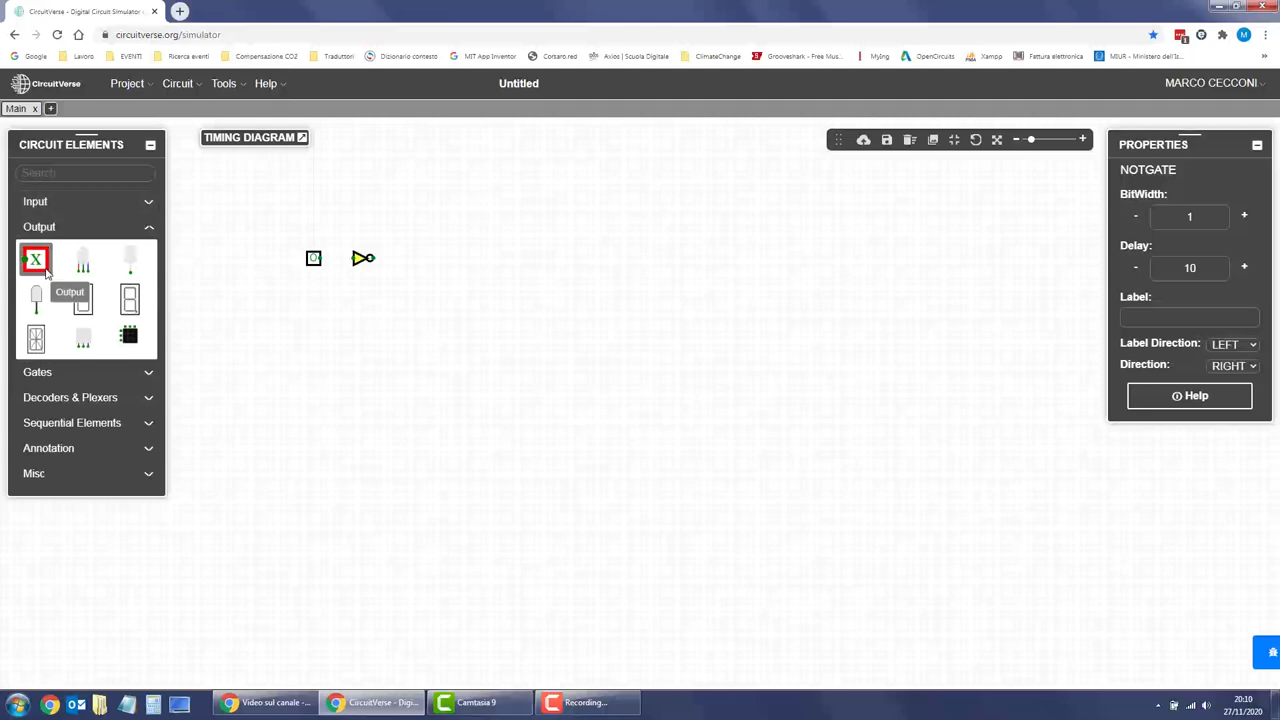 CircuitVerse - Digital Circuit Simulator
circuitverse.org/simulator
Google
Lavoro
EVENTI
Ricerca eventi
Compensazione CO2
Traduttori
Dizionario contesto
MIT App Inventor
Cortaro.red
Axios | Scuola Digitale
ClimateChange
Grooveshark - Free Mus...
MyIng
OpenCircuits
Xampp
Fattura elettronica
MIUR - Ministero dell'Is...
M
CircuitVerse
Project
Circuit
Tools
Help
Untitled
MARCO CECCONI
Main x +
CIRCUIT ELEMENTS
TIMING DIAGRAM
Search
Input
Output
X
Output
Gates
Decoders & Plexers
Sequential Elements
Annotation
Misc
0
PROPERTIES
NOTGATE
BitWidth:
- 1 +
Delay:
- 10 +
Label:
Label Direction: LEFT
Direction: RIGHT
Help
Video sul canale -...
CircuitVerse - Digi...
Camtasia 9
Recording...
20:10
27/11/2020